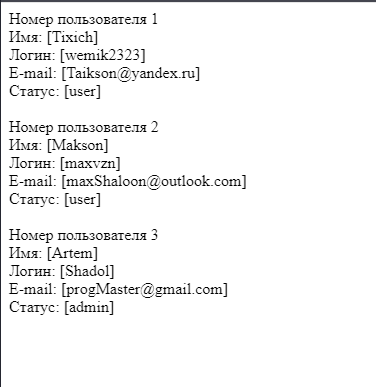 Номер пользователя 1
Имя: [Tixich]
Логин: [wemik2323]
E-mail: [Taikson@yandex.ru]
Статус: [user]

Номер пользователя 2
Имя: [Makson]
Логин: [maxvzn]
E-mail: [maxShaloon@outlook.com]
Статус: [user]

Номер пользователя 3
Имя: [Artem]
Логин: [Shadol]
E-mail: [progMaster@gmail.com]
Статус: [admin]